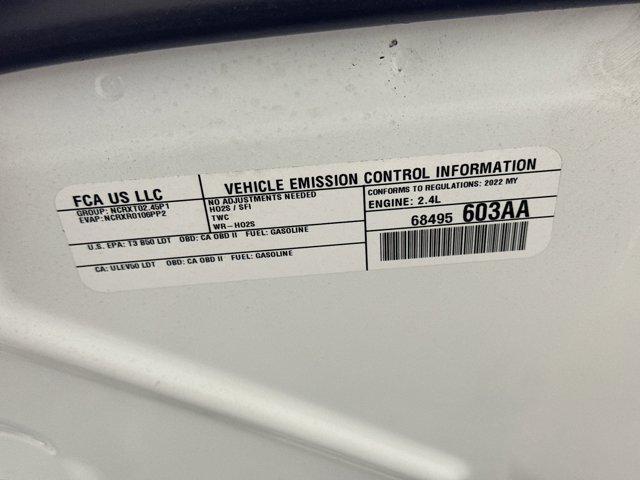 FCA US LLC
VEHICLE EMISSION CONTROL INFORMATION
GROUP: NCRXT02.45P1
EVAP: NCRXR0106PP2
NO ADJUSTMENTS NEEDED
HO2S / SFI
TWC
WR-HO2S
CONFORMS TO REGULATIONS: 2022 MY
ENGINE: 2.4L
68495 603AA
U.S. EPA: T3 B50 LDT OBD: CA OBD II FUEL: GASOLINE
CA: ULEV50 LDT OBD: CA OBD II FUEL: GASOLINE